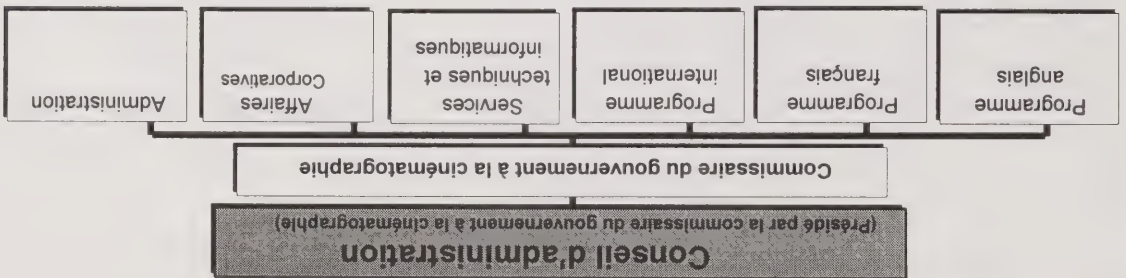 Conseil d'administration
(Présidé par la commissaire du gouvernement à la cinématographie)
Commissaire du gouvernement à la cinématographie
Programme
anglais
Programme
français
Programme
international
Services
techniques et
informatiques
Affaires
Corporatives
Administration